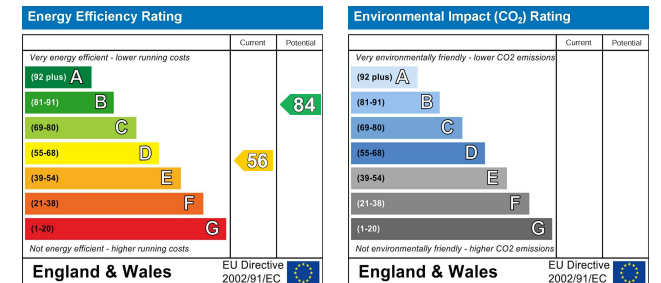 Energy Efficiency Rating
Current Potential
Very energy efficient - lower running costs
(92 plus) A
(81-91) B
84
(69-80) C
(55-68) D
56
(39-54) E
(21-38) F
(1-20) G
Not energy efficient - higher running costs
England & Wales
EU Directive
2002/91/EC
Environmental Impact (CO₂) Rating
Current Potential
Very environmentally friendly - lower CO2 emissions
(92 plus) A
(81-91) B
(69-80) C
(55-68) D
(39-54) E
(21-38) F
(1-20) G
Not environmentally friendly - higher CO2 emissions
England & Wales
EU Directive
2002/91/EC